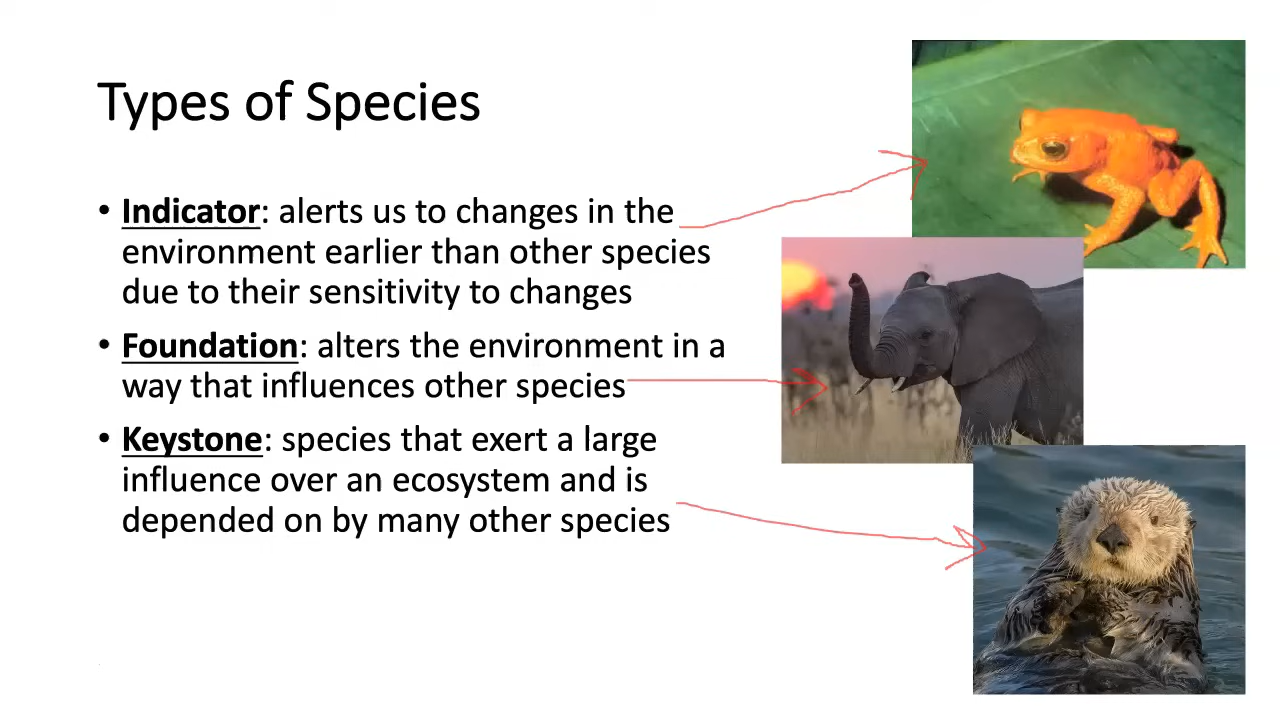 Types of Species
• Indicator: alerts us to changes in the
environment earlier than other species
due to their sensitivity to changes
• Foundation: alters the environment in a
way that influences other species
• Keystone: species that exert a large
influence over an ecosystem and is
depended on by many other species